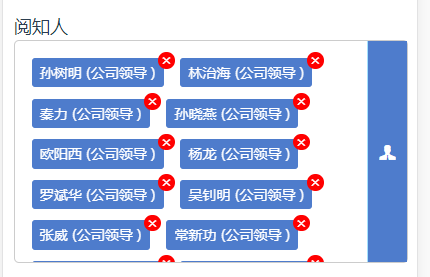 阅知人
孙树明 (公司领导 ) 林治海 (公司领导 )
秦力 (公司领导 ) 孙晓燕 (公司领导 )
欧阳西 (公司领导 ) 杨龙 (公司领导 )
罗斌华 (公司领导 ) 吴钊明 (公司领导 )
张威 (公司领导 ) 常新功 (公司领导 )